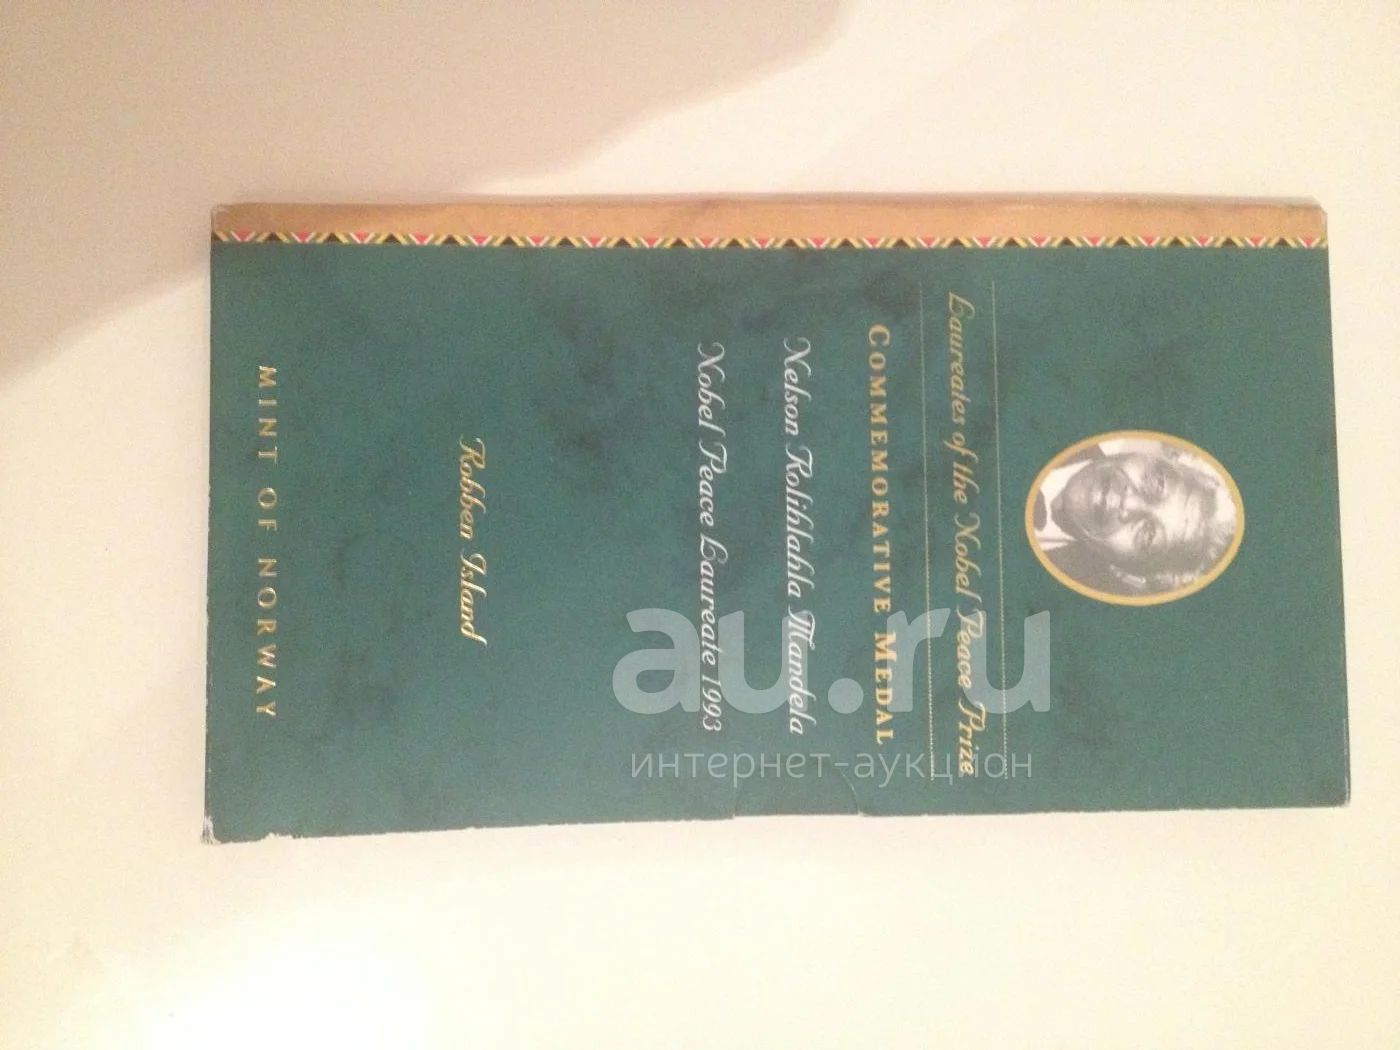 Laureates of the Nobel Peace Prize
COMMEMORATIVE MEDAL
Nelson Rolihlahla Mandela
Nobel Peace Laureate 1993
Robben Island
MINT OF NORWAY
au.ru
интернет-аукцион